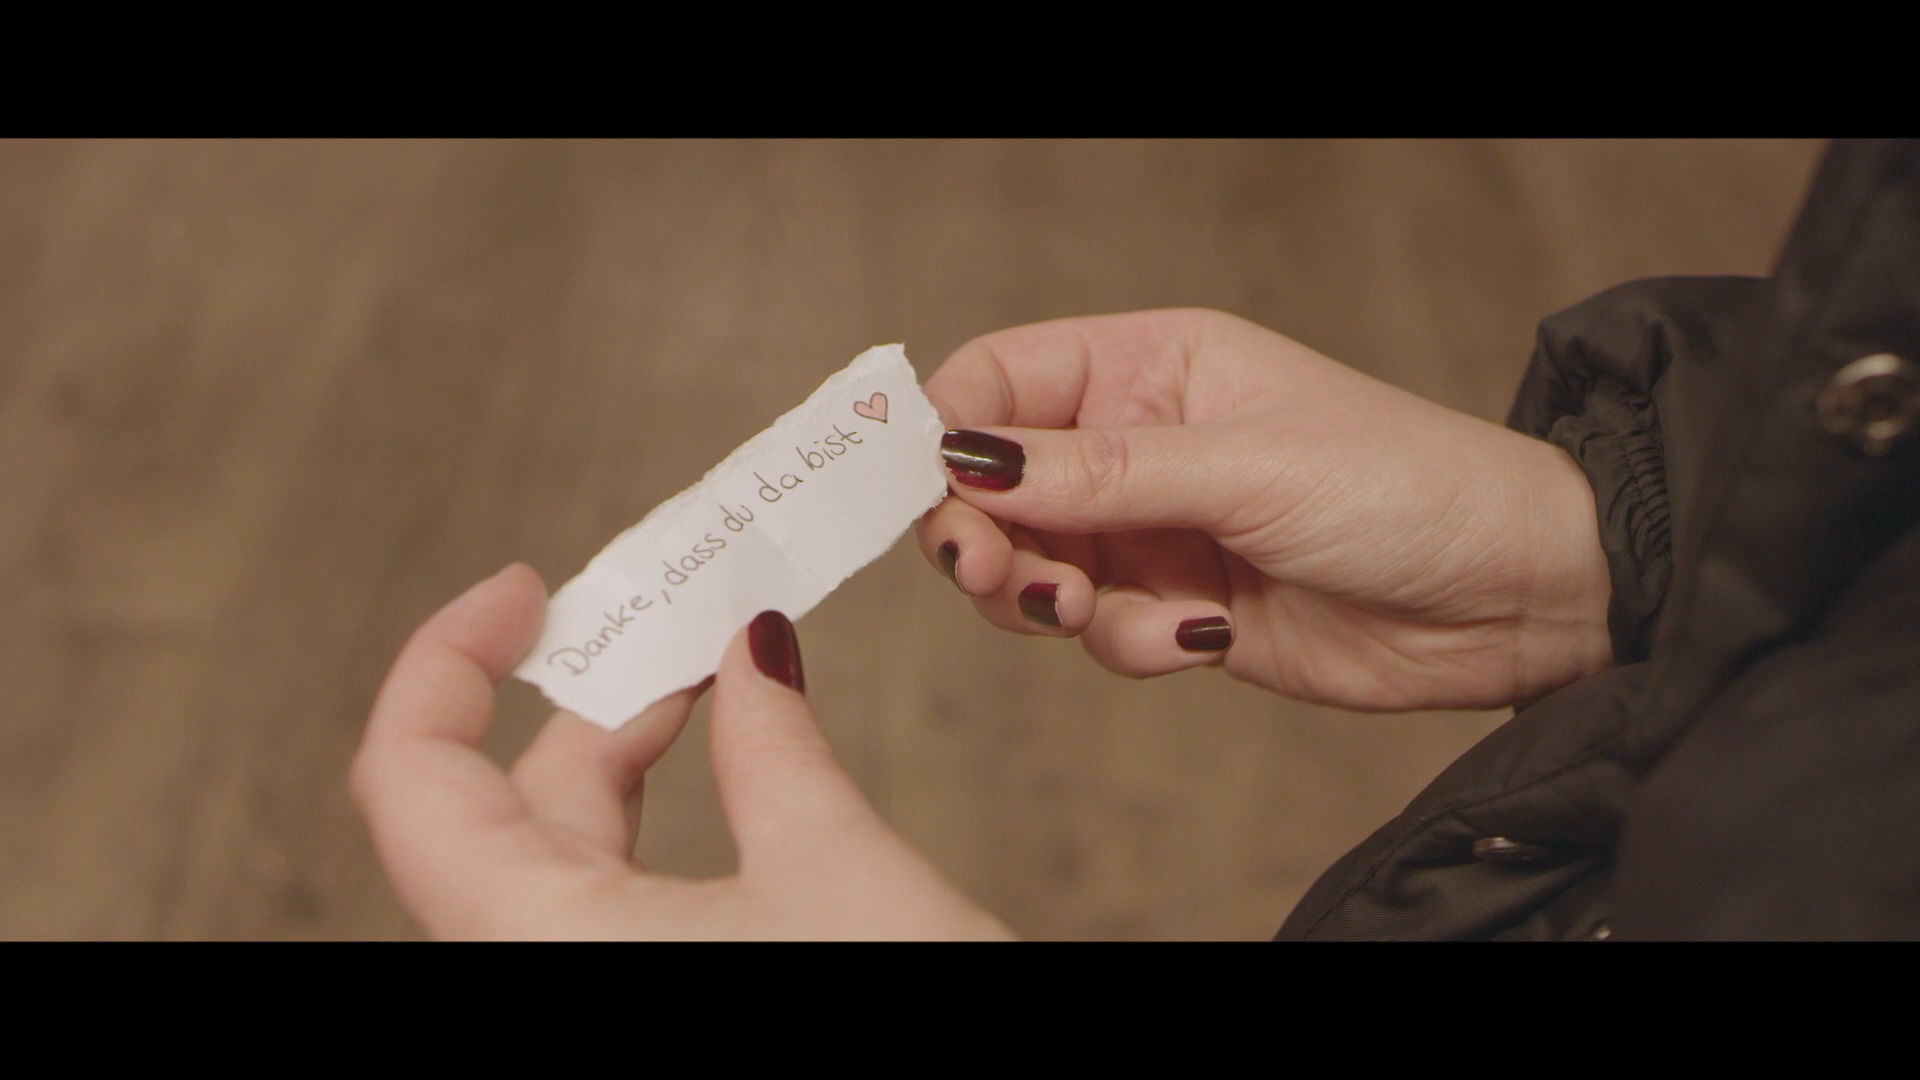 Danke, dass du da bist ♡